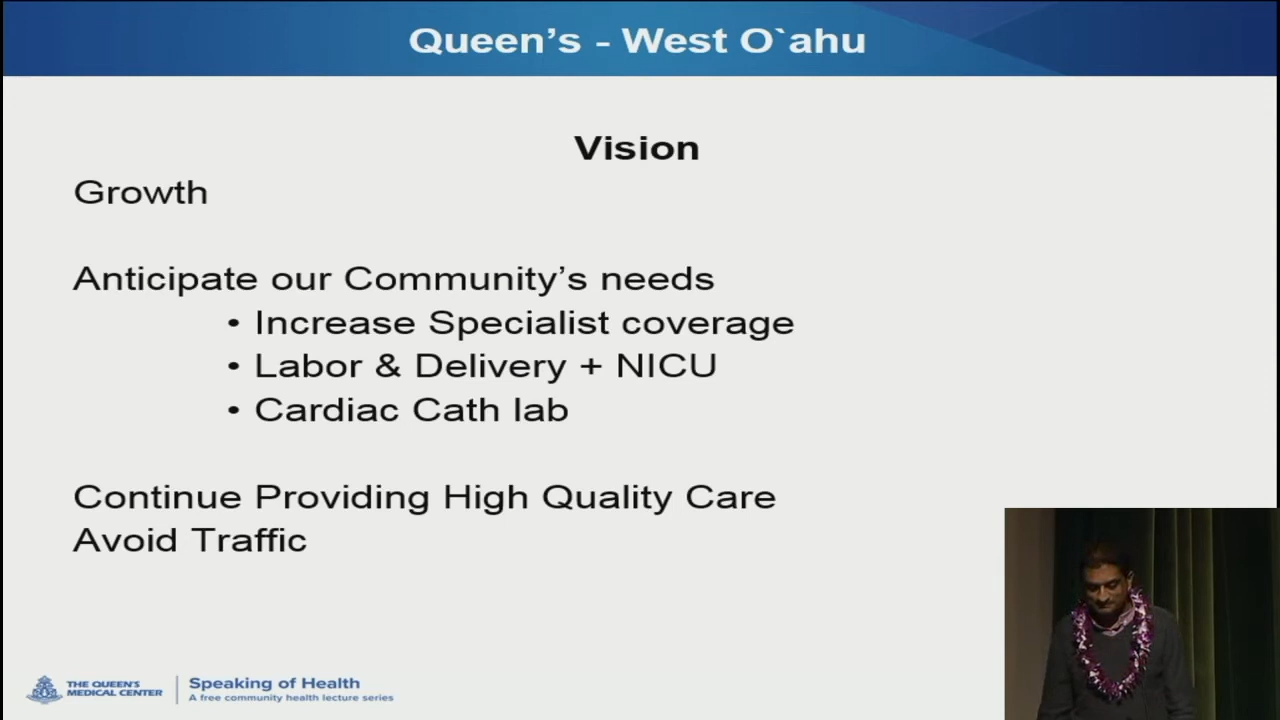 Queen’s - West O`ahu
Vision
Growth
Anticipate our Community’s needs
• Increase Specialist coverage
• Labor & Delivery + NICU
• Cardiac Cath lab
Continue Providing High Quality Care
Avoid Traffic
THE QUEEN'S
MEDICAL CENTER
Speaking of Health
A free community health lecture series